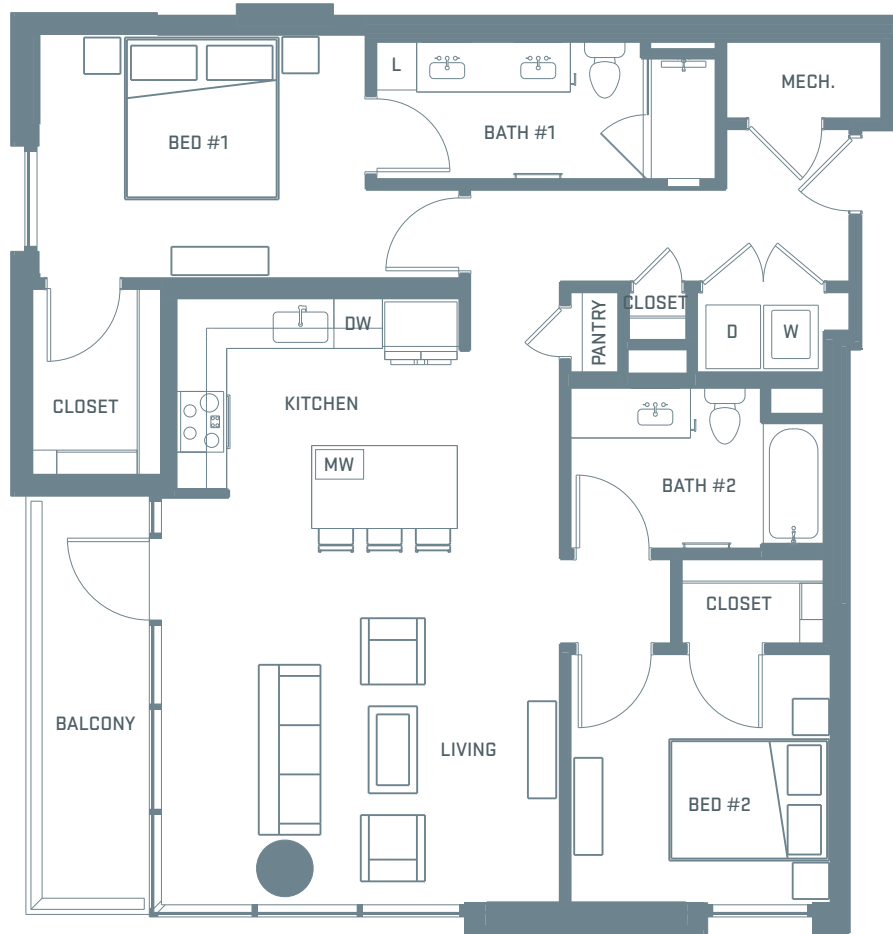 L
MECH.
BED #1
BATH #1
CLOSET
PANTRY
DW
D
W
CLOSET
KITCHEN
MW
BATH #2
CLOSET
BALCONY
LIVING
BED #2